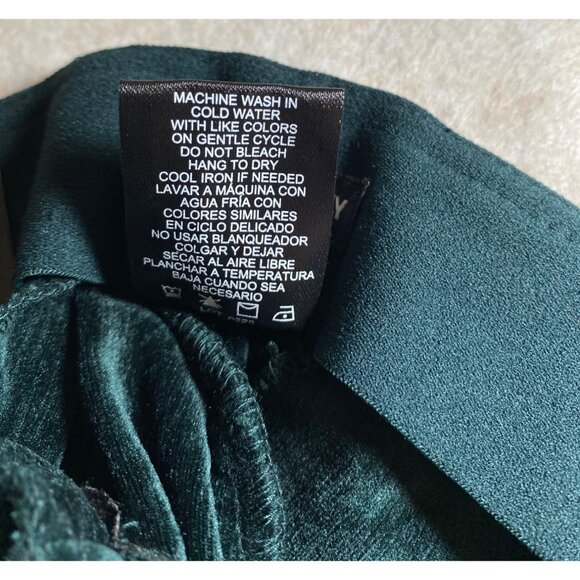 MACHINE WASH IN
COLD WATER
WITH LIKE COLORS
ON GENTLE CYCLE
DO NOT BLEACH
HANG TO DRY
COOL IRON IF NEEDED
LAVAR A MÁQUINA CON
AGUA FRÍA CON
COLORES SIMILARES
EN CICLO DELICADO
NO USAR BLANQUEADOR
COLGAR Y DEJAR
SECAR AL AIRE LIBRE
PLANCHAR A TEMPERATURA
BAJA CUANDO SEA
NECESARIO
Y